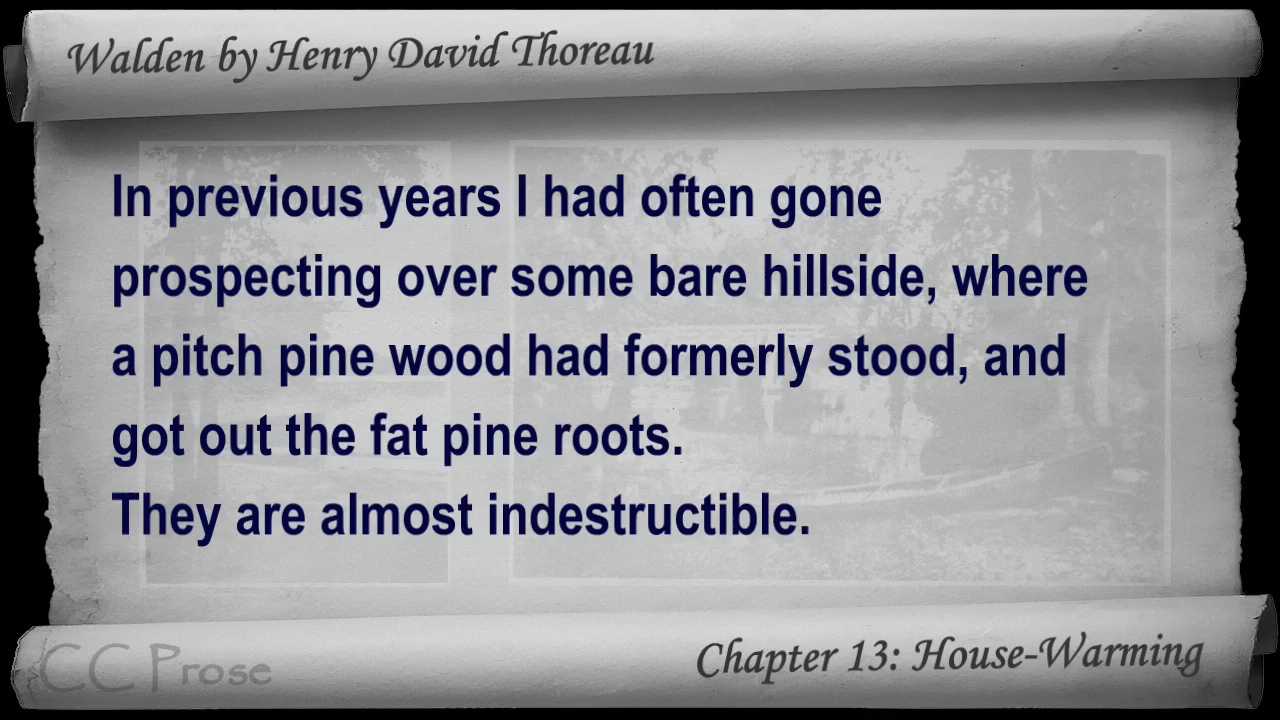 Walden by Henry David Thoreau
In previous years I had often gone
prospecting over some bare hillside, where
a pitch pine wood had formerly stood, and
got out the fat pine roots.
They are almost indestructible.
CC Prose
Chapter 13: House-Warming